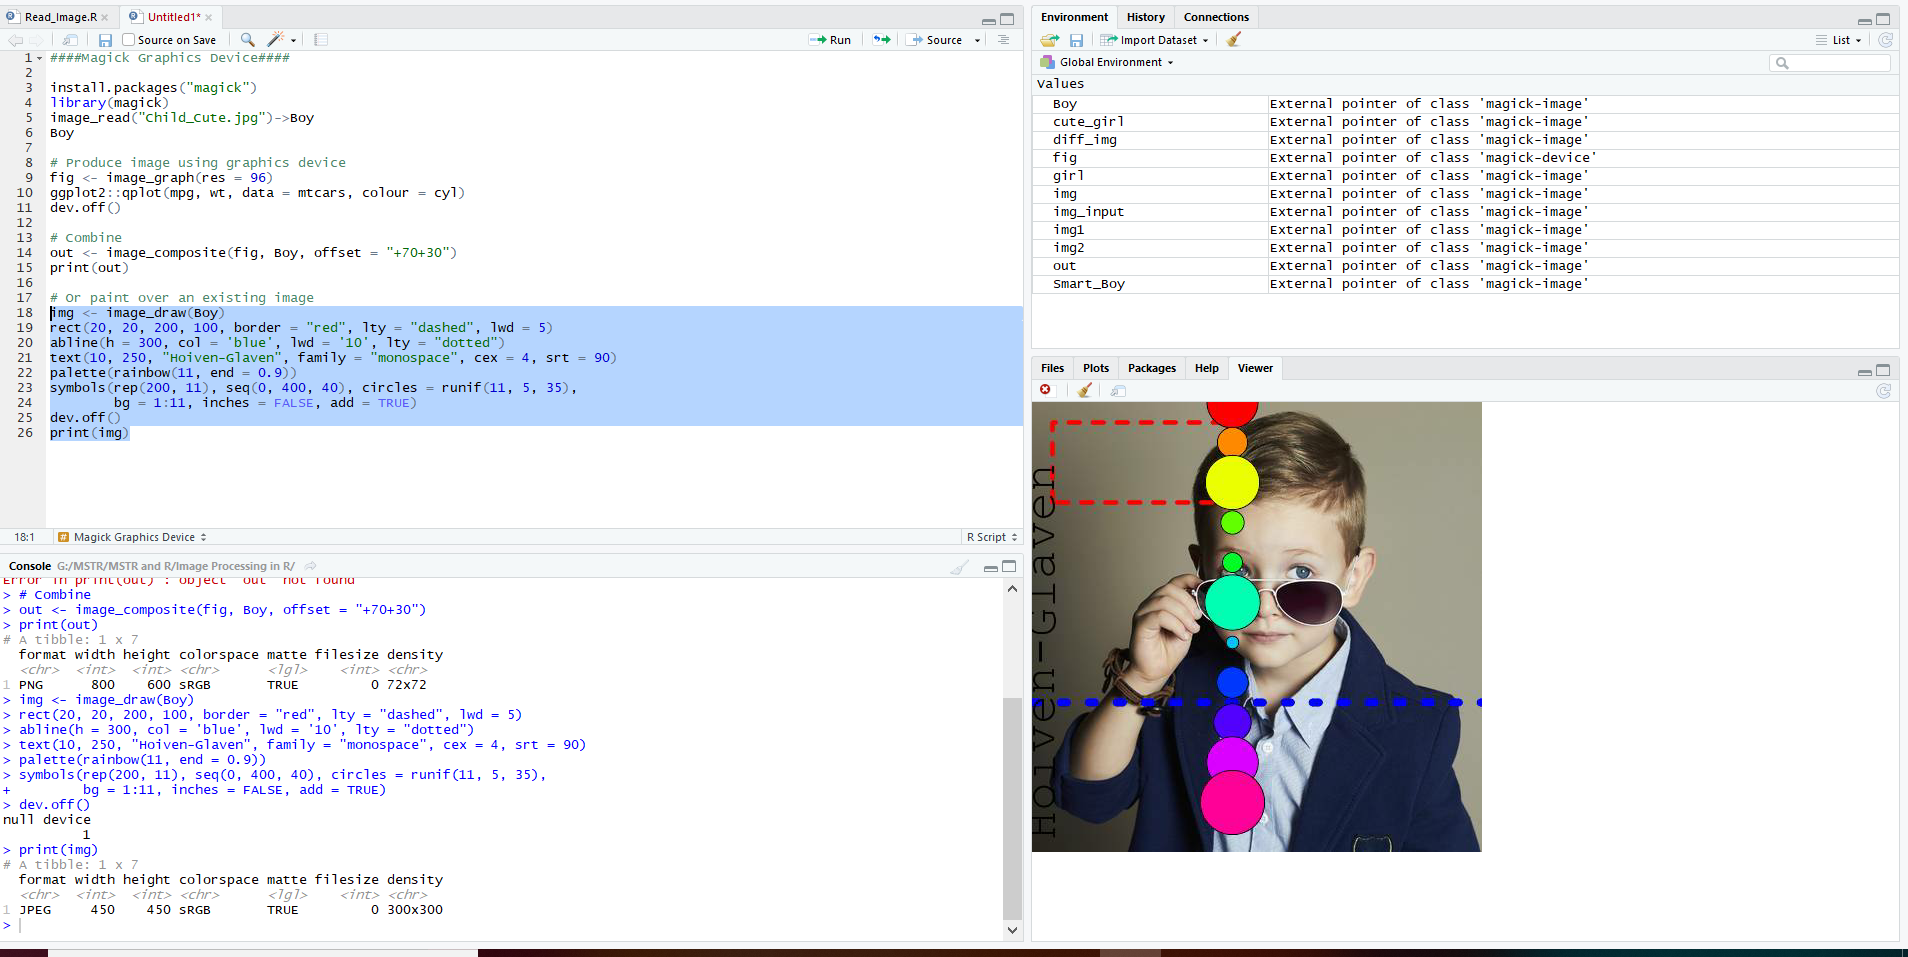 Read_Image.R
Untitled1*
Source on Save
Run
Source
1 ####Magick Graphics Device####
2
3 install.packages("magick")
4 library(magick)
5 image_read("Child_Cute.jpg")->Boy
6 Boy
7
8 # Produce image using graphics device
9 fig <- image_graph(res = 96)
10 ggplot2::qplot(mpg, wt, data = mtcars, colour = cyl)
11 dev.off()
12
13 # Combine
14 out <- image_composite(fig, Boy, offset = "+70+30")
15 print(out)
16
17 # Or paint over an existing image
18 img <- image_draw(Boy)
19 rect(20, 20, 200, 100, border = "red", lty = "dashed", lwd = 5)
20 abline(h = 300, col = 'blue', lwd = '10', lty = "dotted")
21 text(10, 250, "Hoiven-Glaven", family = "monospace", cex = 4, srt = 90)
22 palette(rainbow(11, end = 0.9))
23 symbols(rep(200, 11), seq(0, 400, 40), circles = runif(11, 5, 35),
24 bg = 1:11, inches = FALSE, add = TRUE)
25 dev.off()
26 print(img)
18:1
# Magick Graphics Device
R Script
Console G:/MSTR/MSTR and R/Image Processing in R/
Error in print(out) : object 'out' not found
> # Combine
> out <- image_composite(fig, Boy, offset = "+70+30")
> print(out)
# A tibble: 1 x 7
format width height colorspace matte filesize density
<chr> <int> <int> <chr> <lgl> <int> <chr>
1 PNG 800 600 sRGB TRUE 0 72x72
> img <- image_draw(Boy)
> rect(20, 20, 200, 100, border = "red", lty = "dashed", lwd = 5)
> abline(h = 300, col = 'blue', lwd = '10', lty = "dotted")
> text(10, 250, "Hoiven-Glaven", family = "monospace", cex = 4, srt = 90)
> palette(rainbow(11, end = 0.9))
> symbols(rep(200, 11), seq(0, 400, 40), circles = runif(11, 5, 35),
+ bg = 1:11, inches = FALSE, add = TRUE)
> dev.off()
null device
1
> print(img)
# A tibble: 1 x 7
format width height colorspace matte filesize density
<chr> <int> <int> <chr> <lgl> <int> <chr>
1 JPEG 450 450 sRGB TRUE 0 300x300
>
Environment
History
Connections
Import Dataset
List
Global Environment
Values
Boy External pointer of class 'magick-image'
cute_girl External pointer of class 'magick-image'
diff_img External pointer of class 'magick-image'
fig External pointer of class 'magick-device'
girl External pointer of class 'magick-image'
img External pointer of class 'magick-image'
img_input External pointer of class 'magick-image'
img1 External pointer of class 'magick-image'
img2 External pointer of class 'magick-image'
out External pointer of class 'magick-image'
Smart_Boy External pointer of class 'magick-image'
Files
Plots
Packages
Help
Viewer
Hoiven-Glaven